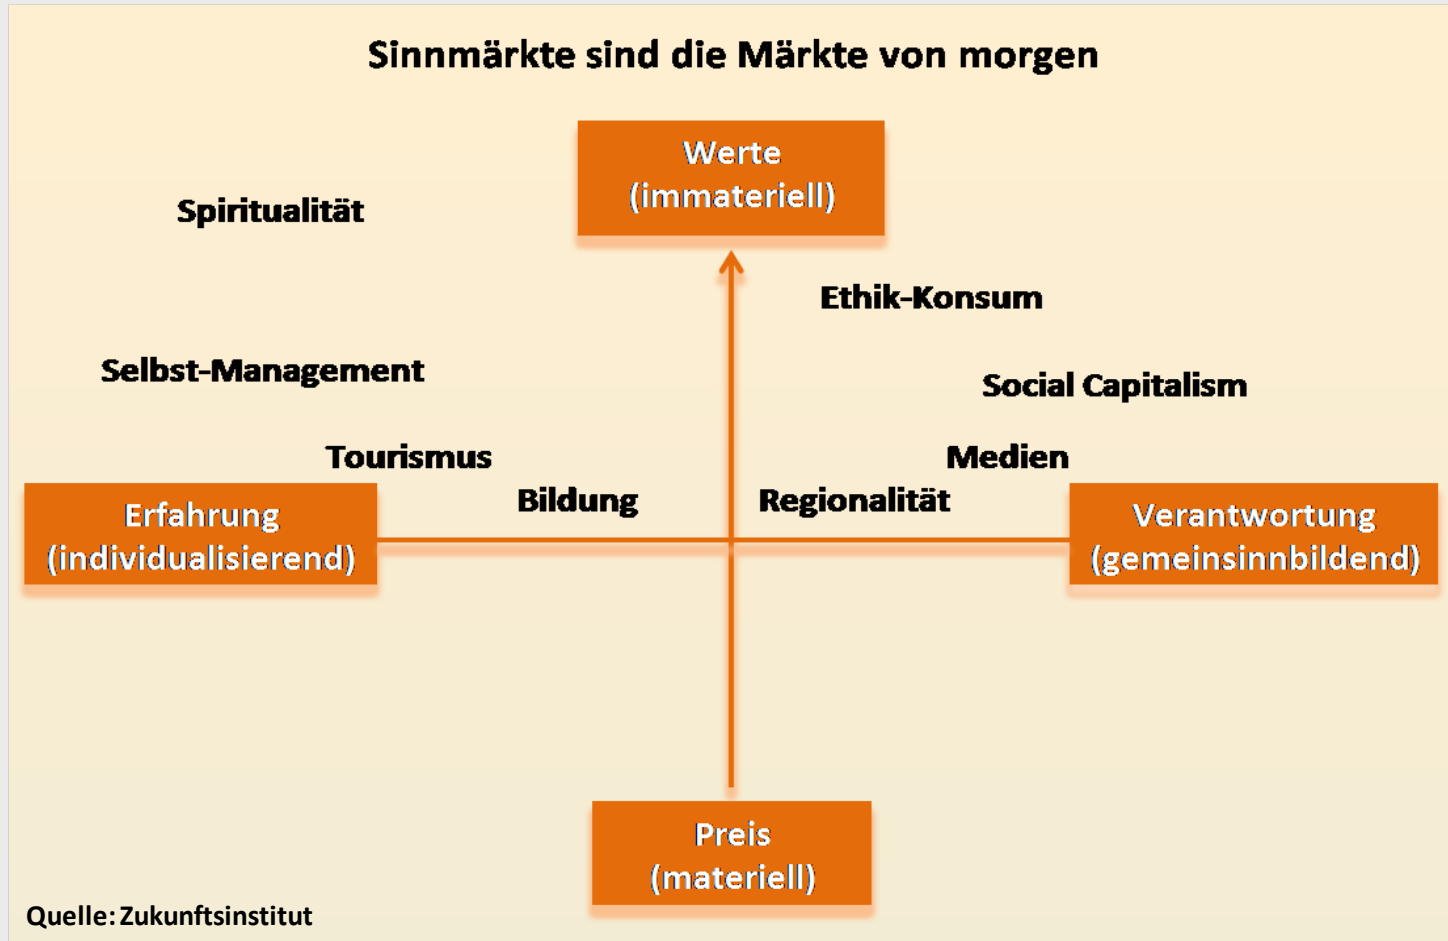 Sinnmärkte sind die Märkte von morgen
Werte
(immateriell)
Spiritualität
Ethik-Konsum
Selbst-Management
Social Capitalism
Tourismus
Medien
Bildung
Regionalität
Erfahrung
(individualisierend)
Verantwortung
(gemeinsinnbildend)
Preis
(materiell)
Quelle: Zukunftsinstitut